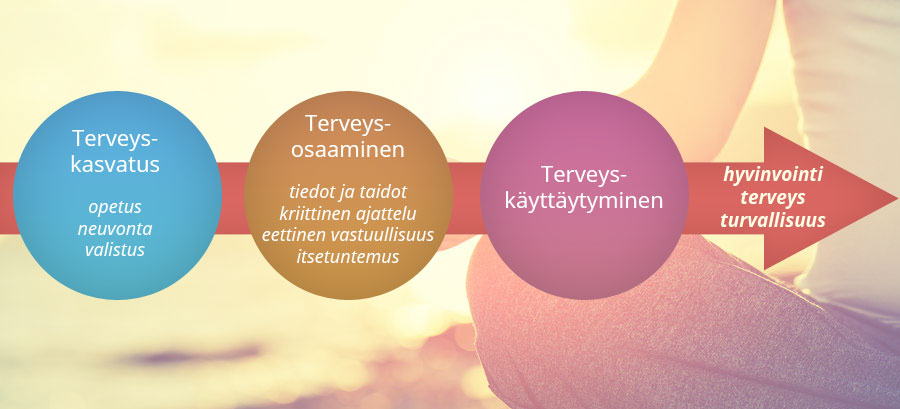 Terveys-
kasvatus
opetus
neuvonta
valistus
Terveys-
osaaminen
tiedot ja taidot
kriittinen ajattelu
eettinen vastuullisuus
itsetuntemus
Terveys-
käyttäytyminen
hyvinvointi
terveys
turvallisuus